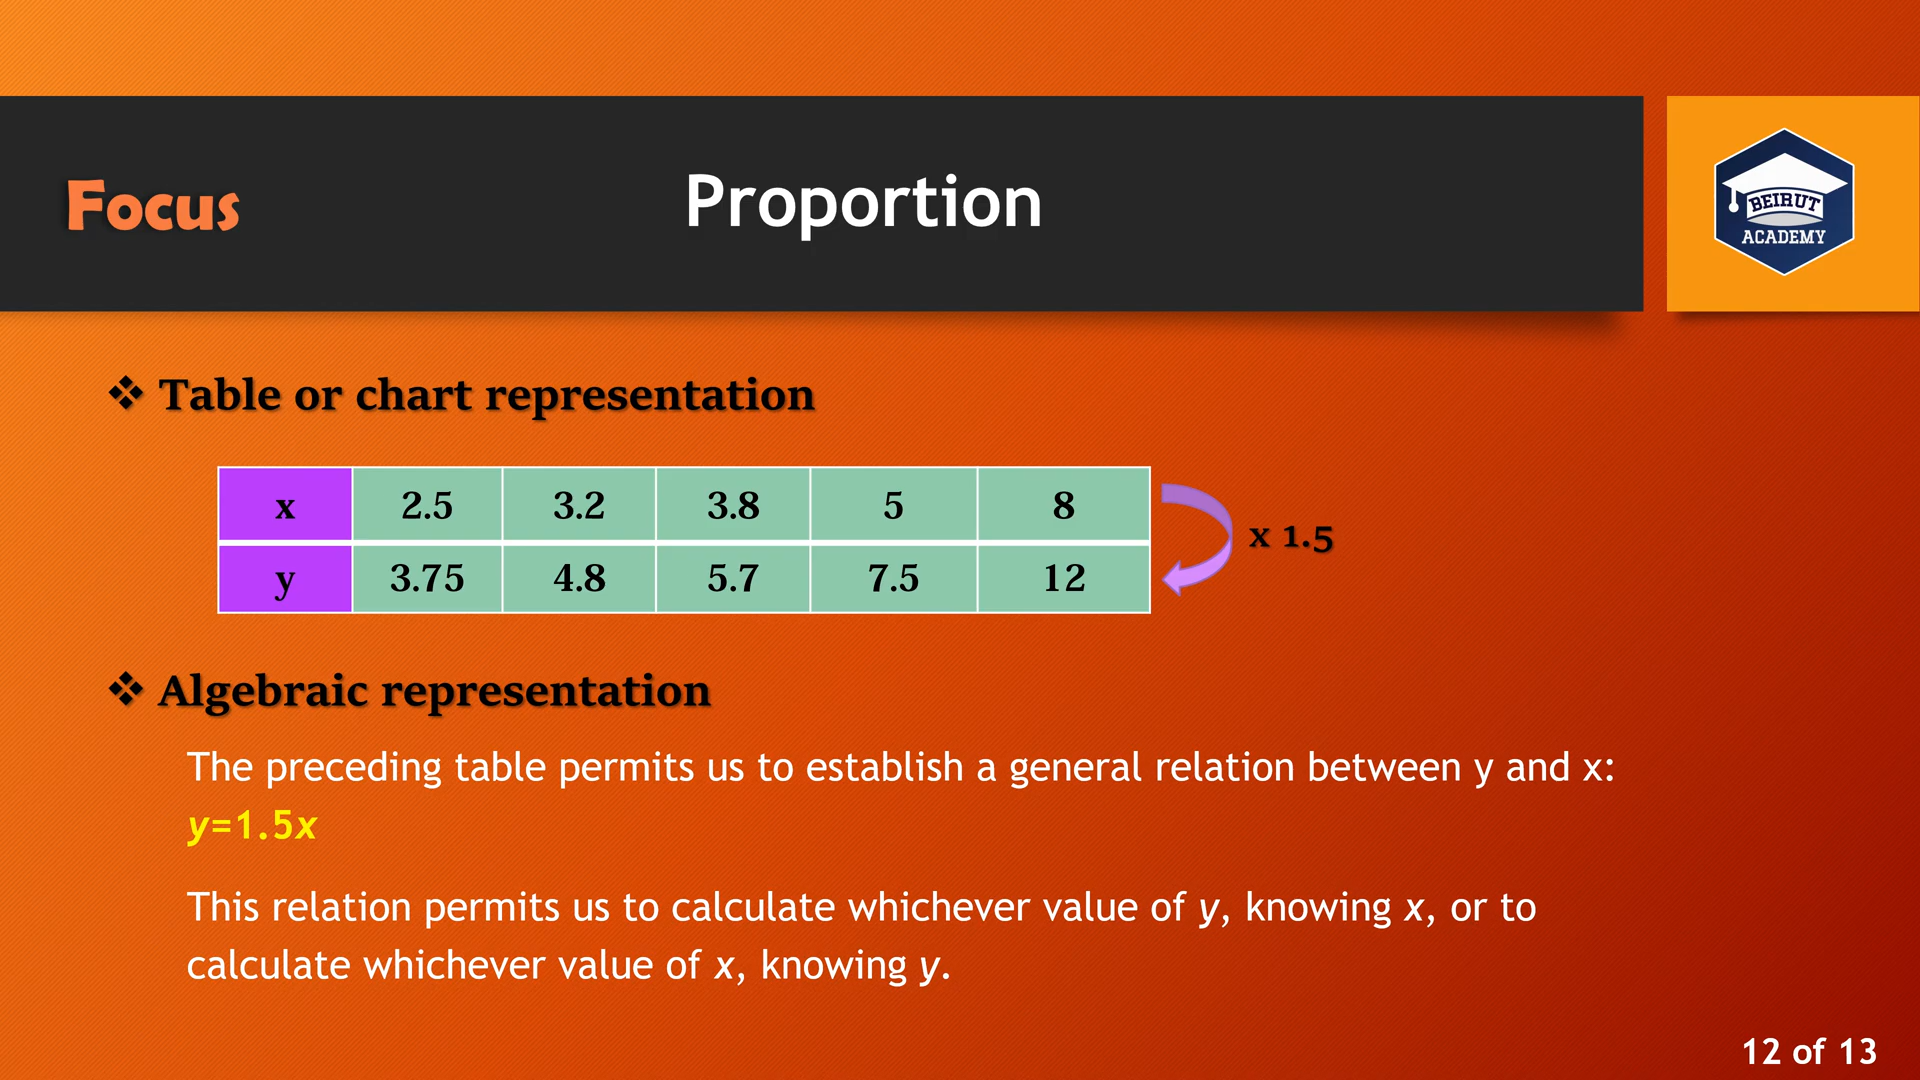 Focus
Proportion
BEIRUT
ACADEMY
❖ Table or chart representation
x 2.5 3.2 3.8 5 8
y 3.75 4.8 5.7 7.5 12
x 1.5
❖ Algebraic representation
The preceding table permits us to establish a general relation between y and x:
y=1.5x
This relation permits us to calculate whichever value of y, knowing x, or to
calculate whichever value of x, knowing y.
12 of 13